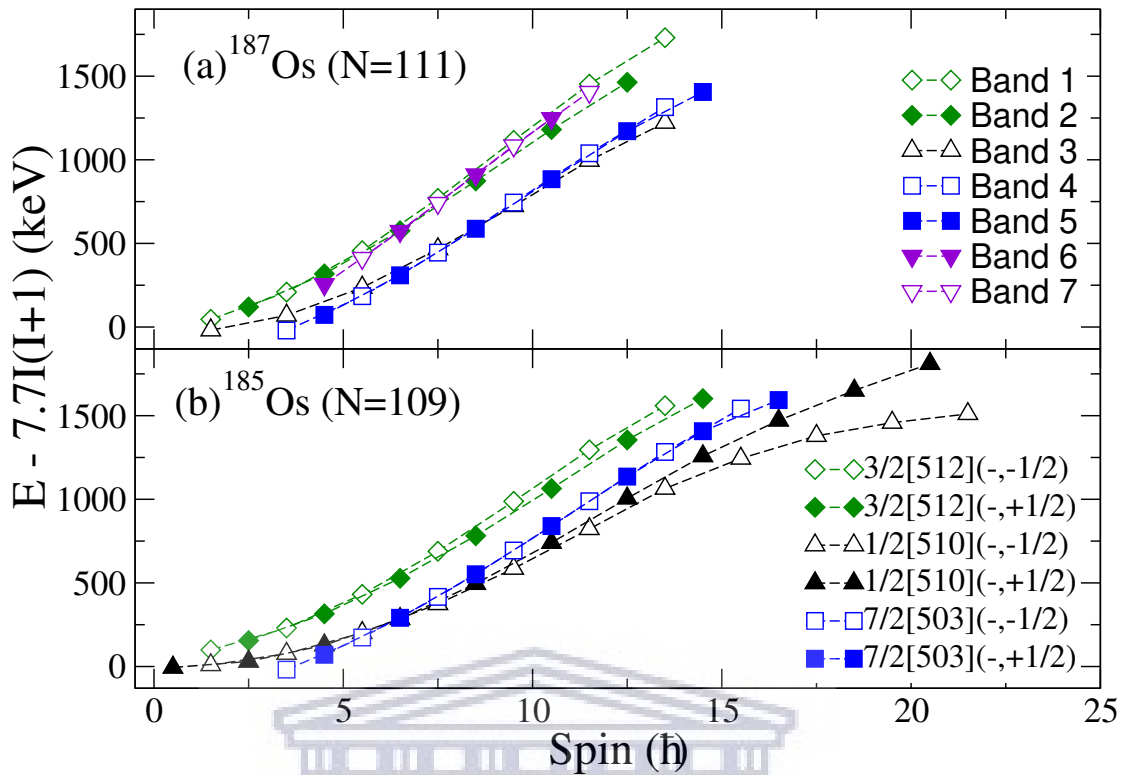 (a) ¹⁸⁷Os (N=111)
Band 1
Band 2
Band 3
Band 4
Band 5
Band 6
Band 7
1500
1000
500
0
E - 7.7I(I+1) (keV)
(b) ¹⁸⁵Os (N=109)
3/2[512](-,-1/2)
3/2[512](-,+1/2)
1/2[510](-,-1/2)
1/2[510](-,+1/2)
7/2[503](-,-1/2)
7/2[503](-,+1/2)
1500
1000
500
0
0 5 10 15 20 25
Spin (ħ)